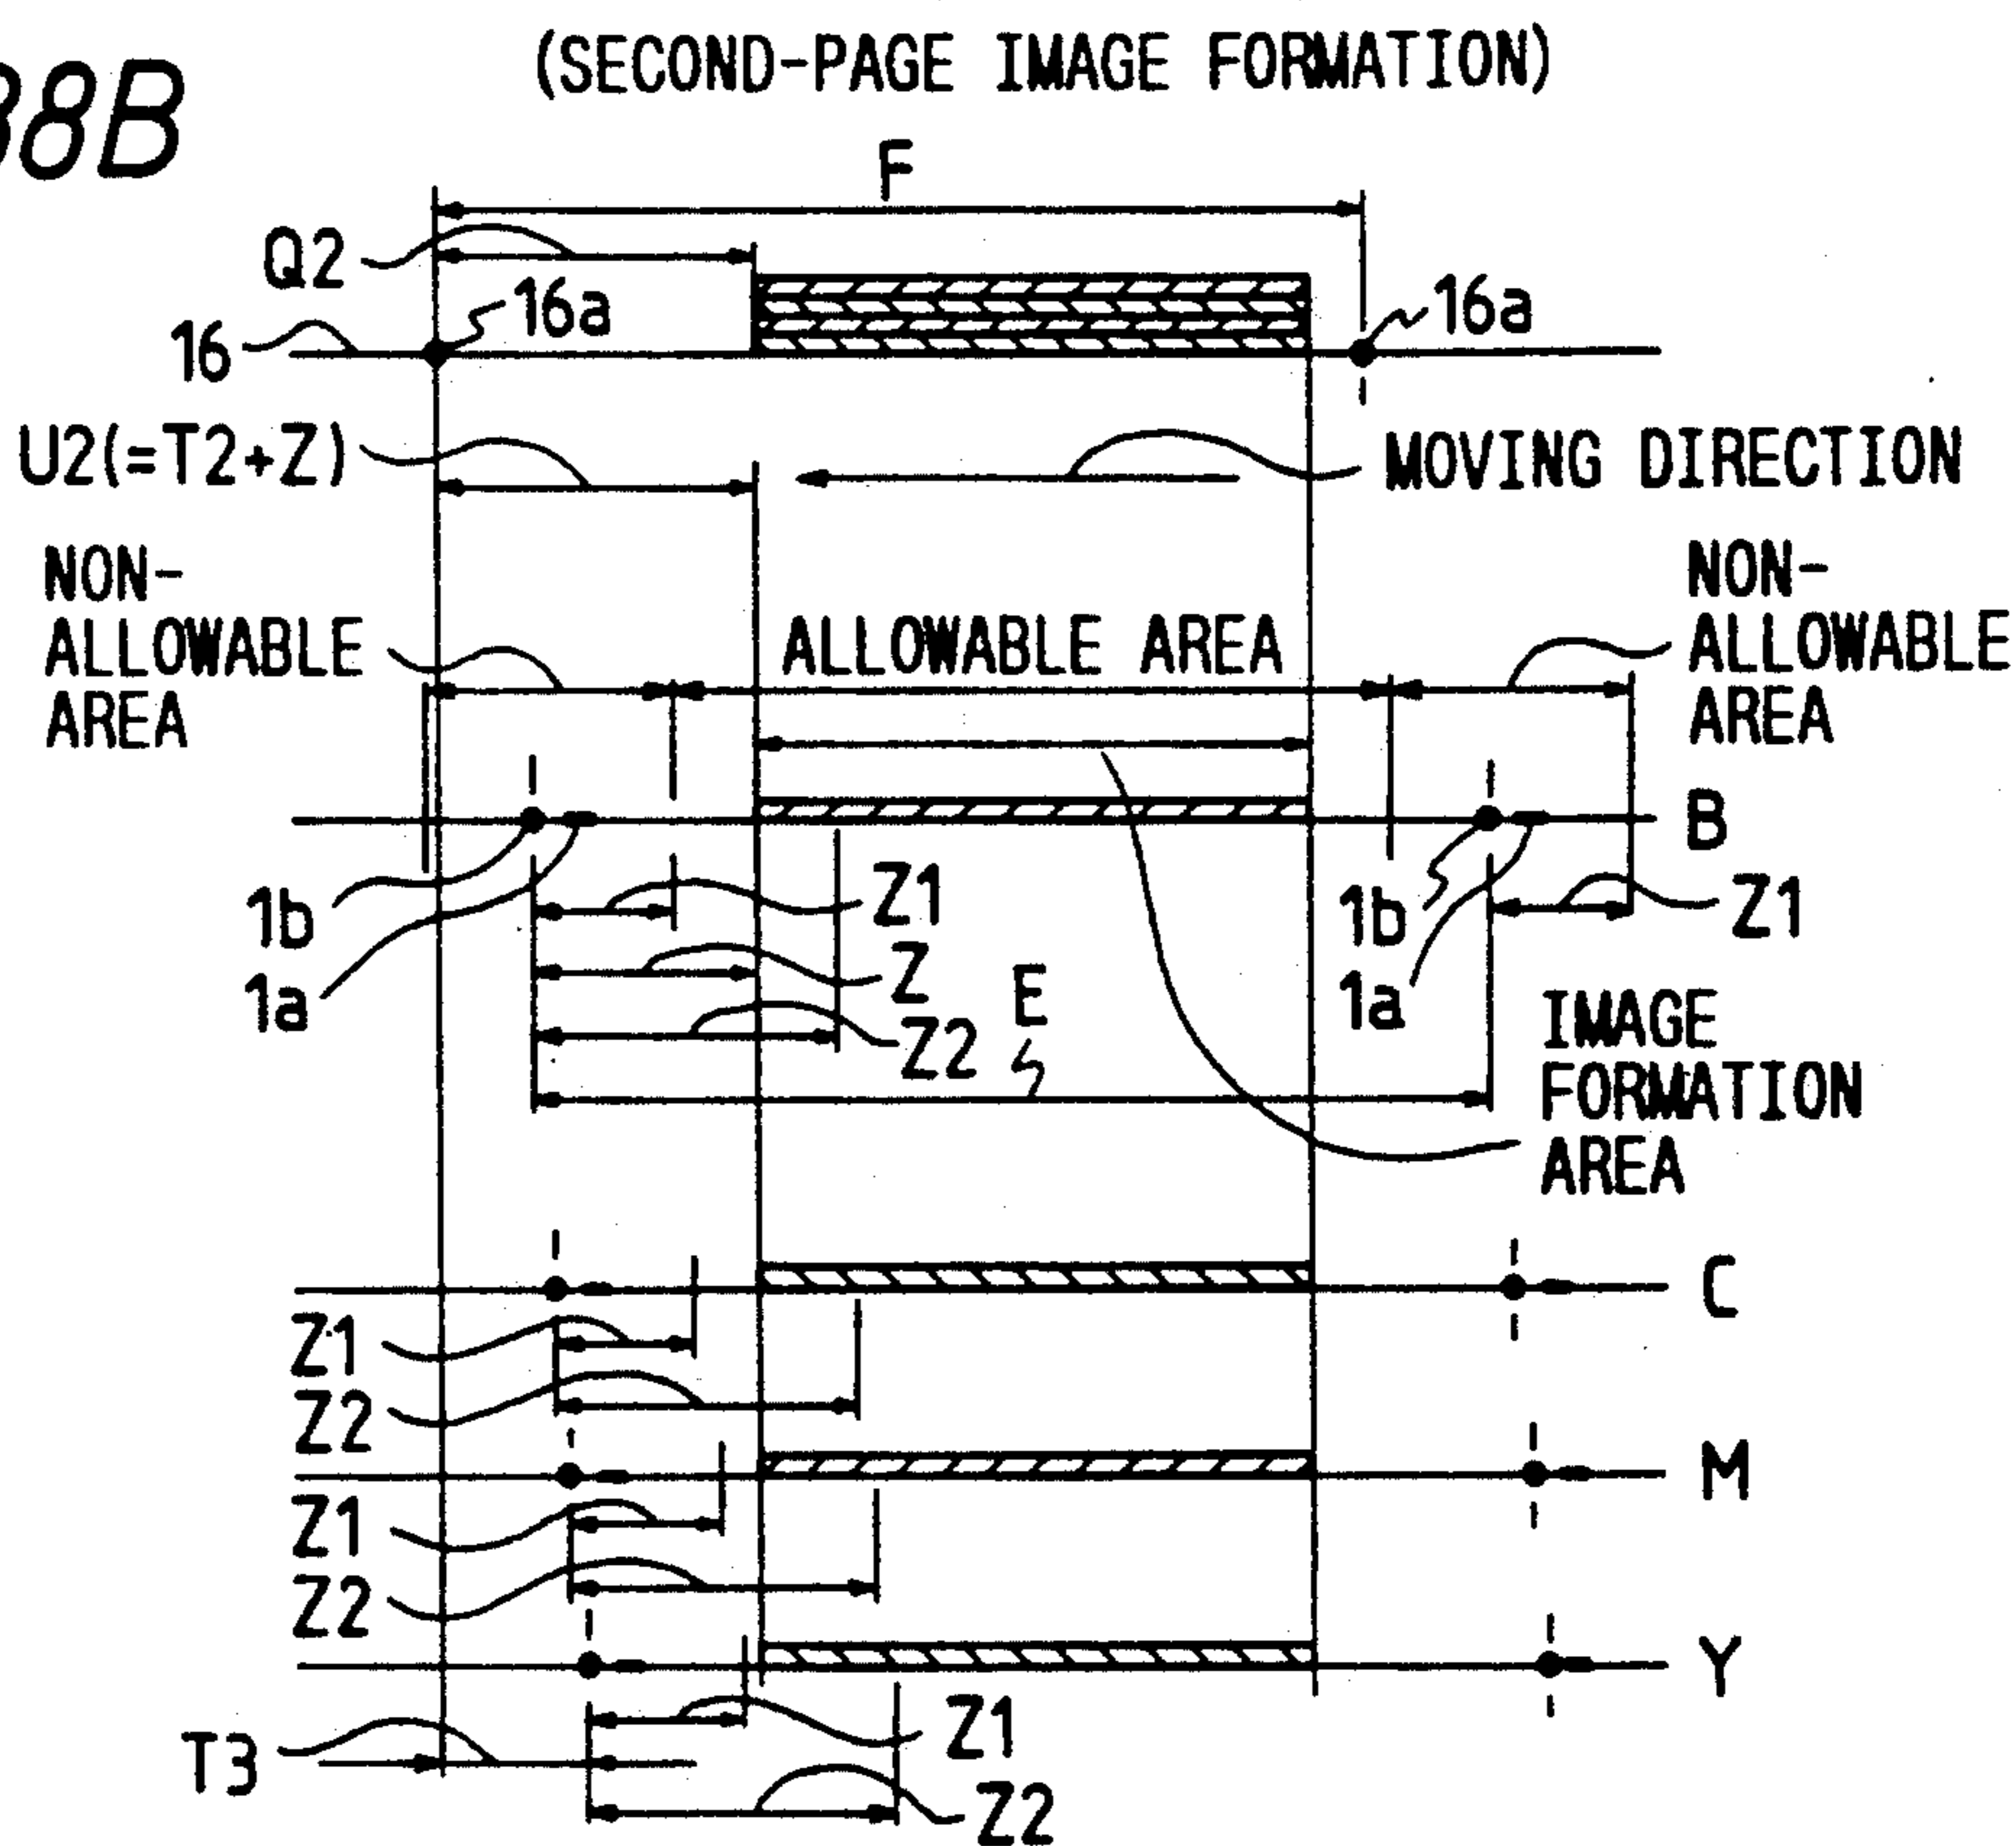 38B
(SECOND-PAGE IMAGE FORMATION)
F
Q2
16a
16a
16
U2(=T2+Z)
MOVING DIRECTION
NON-
ALLOWABLE
AREA
ALLOWABLE AREA
NON-
ALLOWABLE
AREA
B
1b
Z1
1b
Z1
1a
Z
E
1a
Z2
IMAGE
FORMATION
AREA
C
Z1
Z2
M
Z1
Z2
Y
Z1
T3
Z2